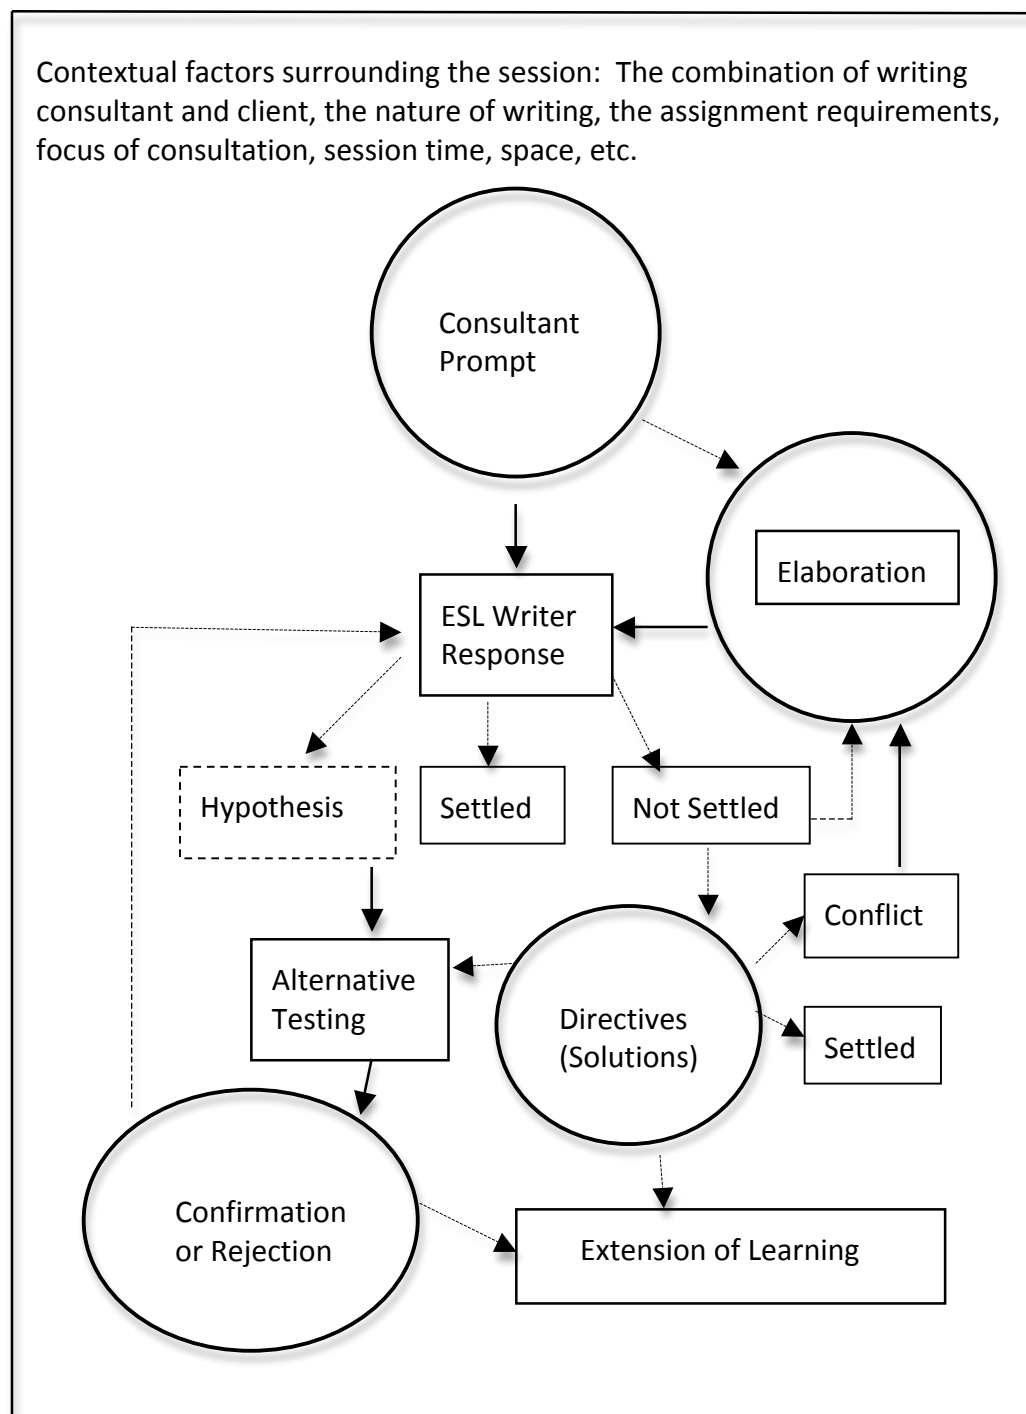 Contextual factors surrounding the session:  The combination of writing
consultant and client, the nature of writing, the assignment requirements,
focus of consultation, session time, space, etc.
Consultant
Prompt
Elaboration
ESL Writer
Response
Hypothesis
Settled
Not Settled
Conflict
Alternative
Testing
Directives
(Solutions)
Settled
Confirmation
or Rejection
Extension of Learning